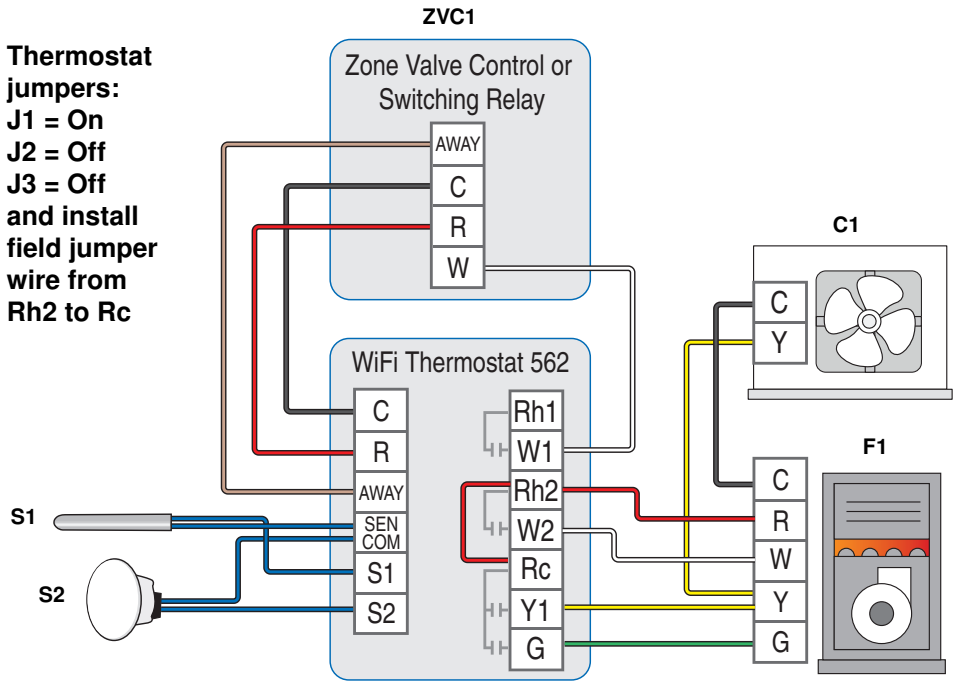 ZVC1
Thermostat
jumpers:
J1 = On
J2 = Off
J3 = Off
and install
field jumper
wire from
Rh2 to Rc
Zone Valve Control or
Switching Relay
AWAY
C
R
W
C1
C
Y
WiFi Thermostat 562
C
R
AWAY
SEN
COM
S1
S2
Rh1
W1
Rh2
W2
Rc
Y1
G
F1
C
R
W
Y
G
S1
S2